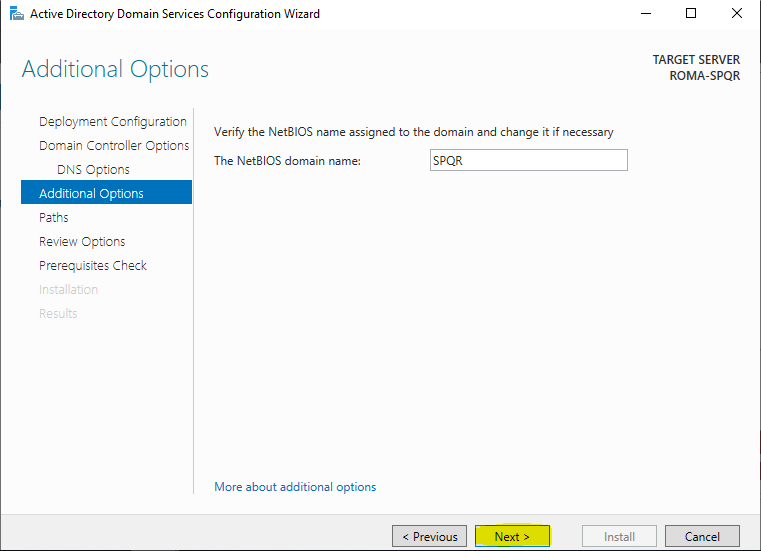 Active Directory Domain Services Configuration Wizard
Additional Options
TARGET SERVER
ROMA-SPQR
Deployment Configuration
Domain Controller Options
DNS Options
Additional Options
Paths
Review Options
Prerequisites Check
Installation
Results
Verify the NetBIOS name assigned to the domain and change it if necessary
The NetBIOS domain name: SPQR
More about additional options
< Previous Next > Install Cancel